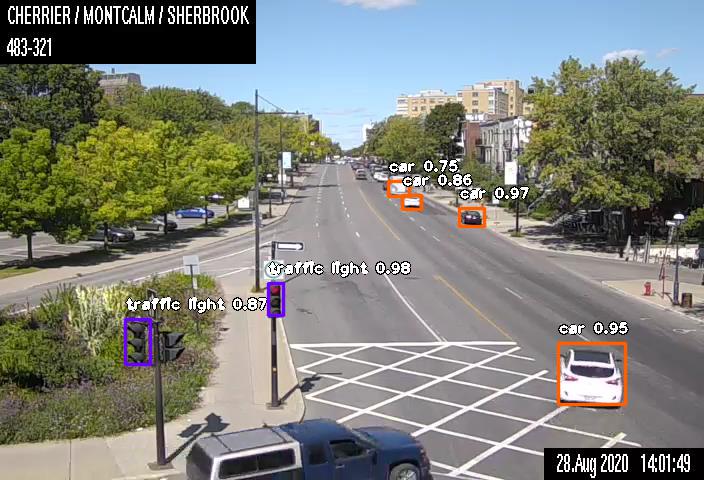 CHERRIER / MONTCALM / SHERBROOK
483-321
car 0.75
car 0.86
car 0.97
traffic light 0.98
traffic light 0.87
car 0.95
28.Aug 2020 14:01:49